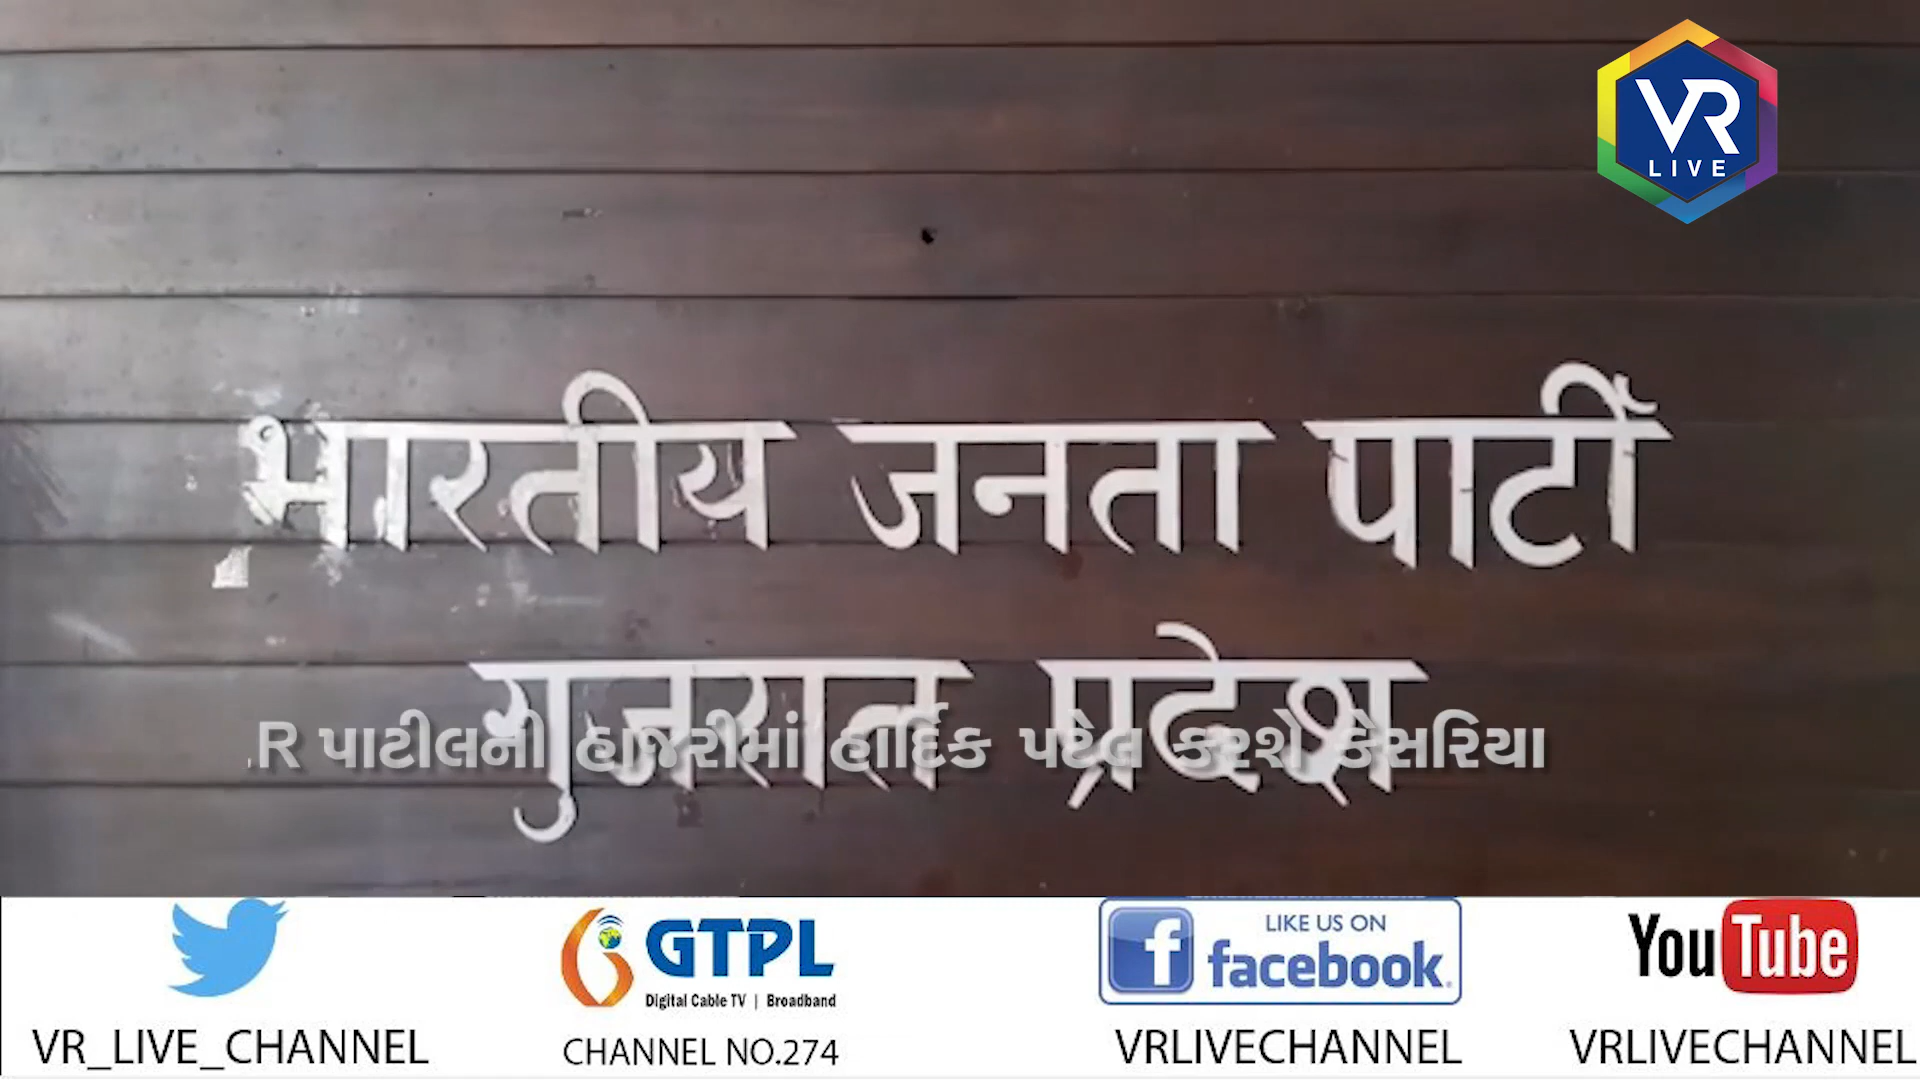 VR
LIVE
भारतीय जनता पार्टी
गुजरात प्रदेश
.R પાટીલની હાજરીમાં હાર્દિક પટેલ કરશે કેસરિયા
GTPL
Digital Cable TV | Broadband
LIKE US ON
facebook
YouTube
VR_LIVE_CHANNEL
CHANNEL NO.274
VRLIVECHANNEL
VRLIVECHANNEL